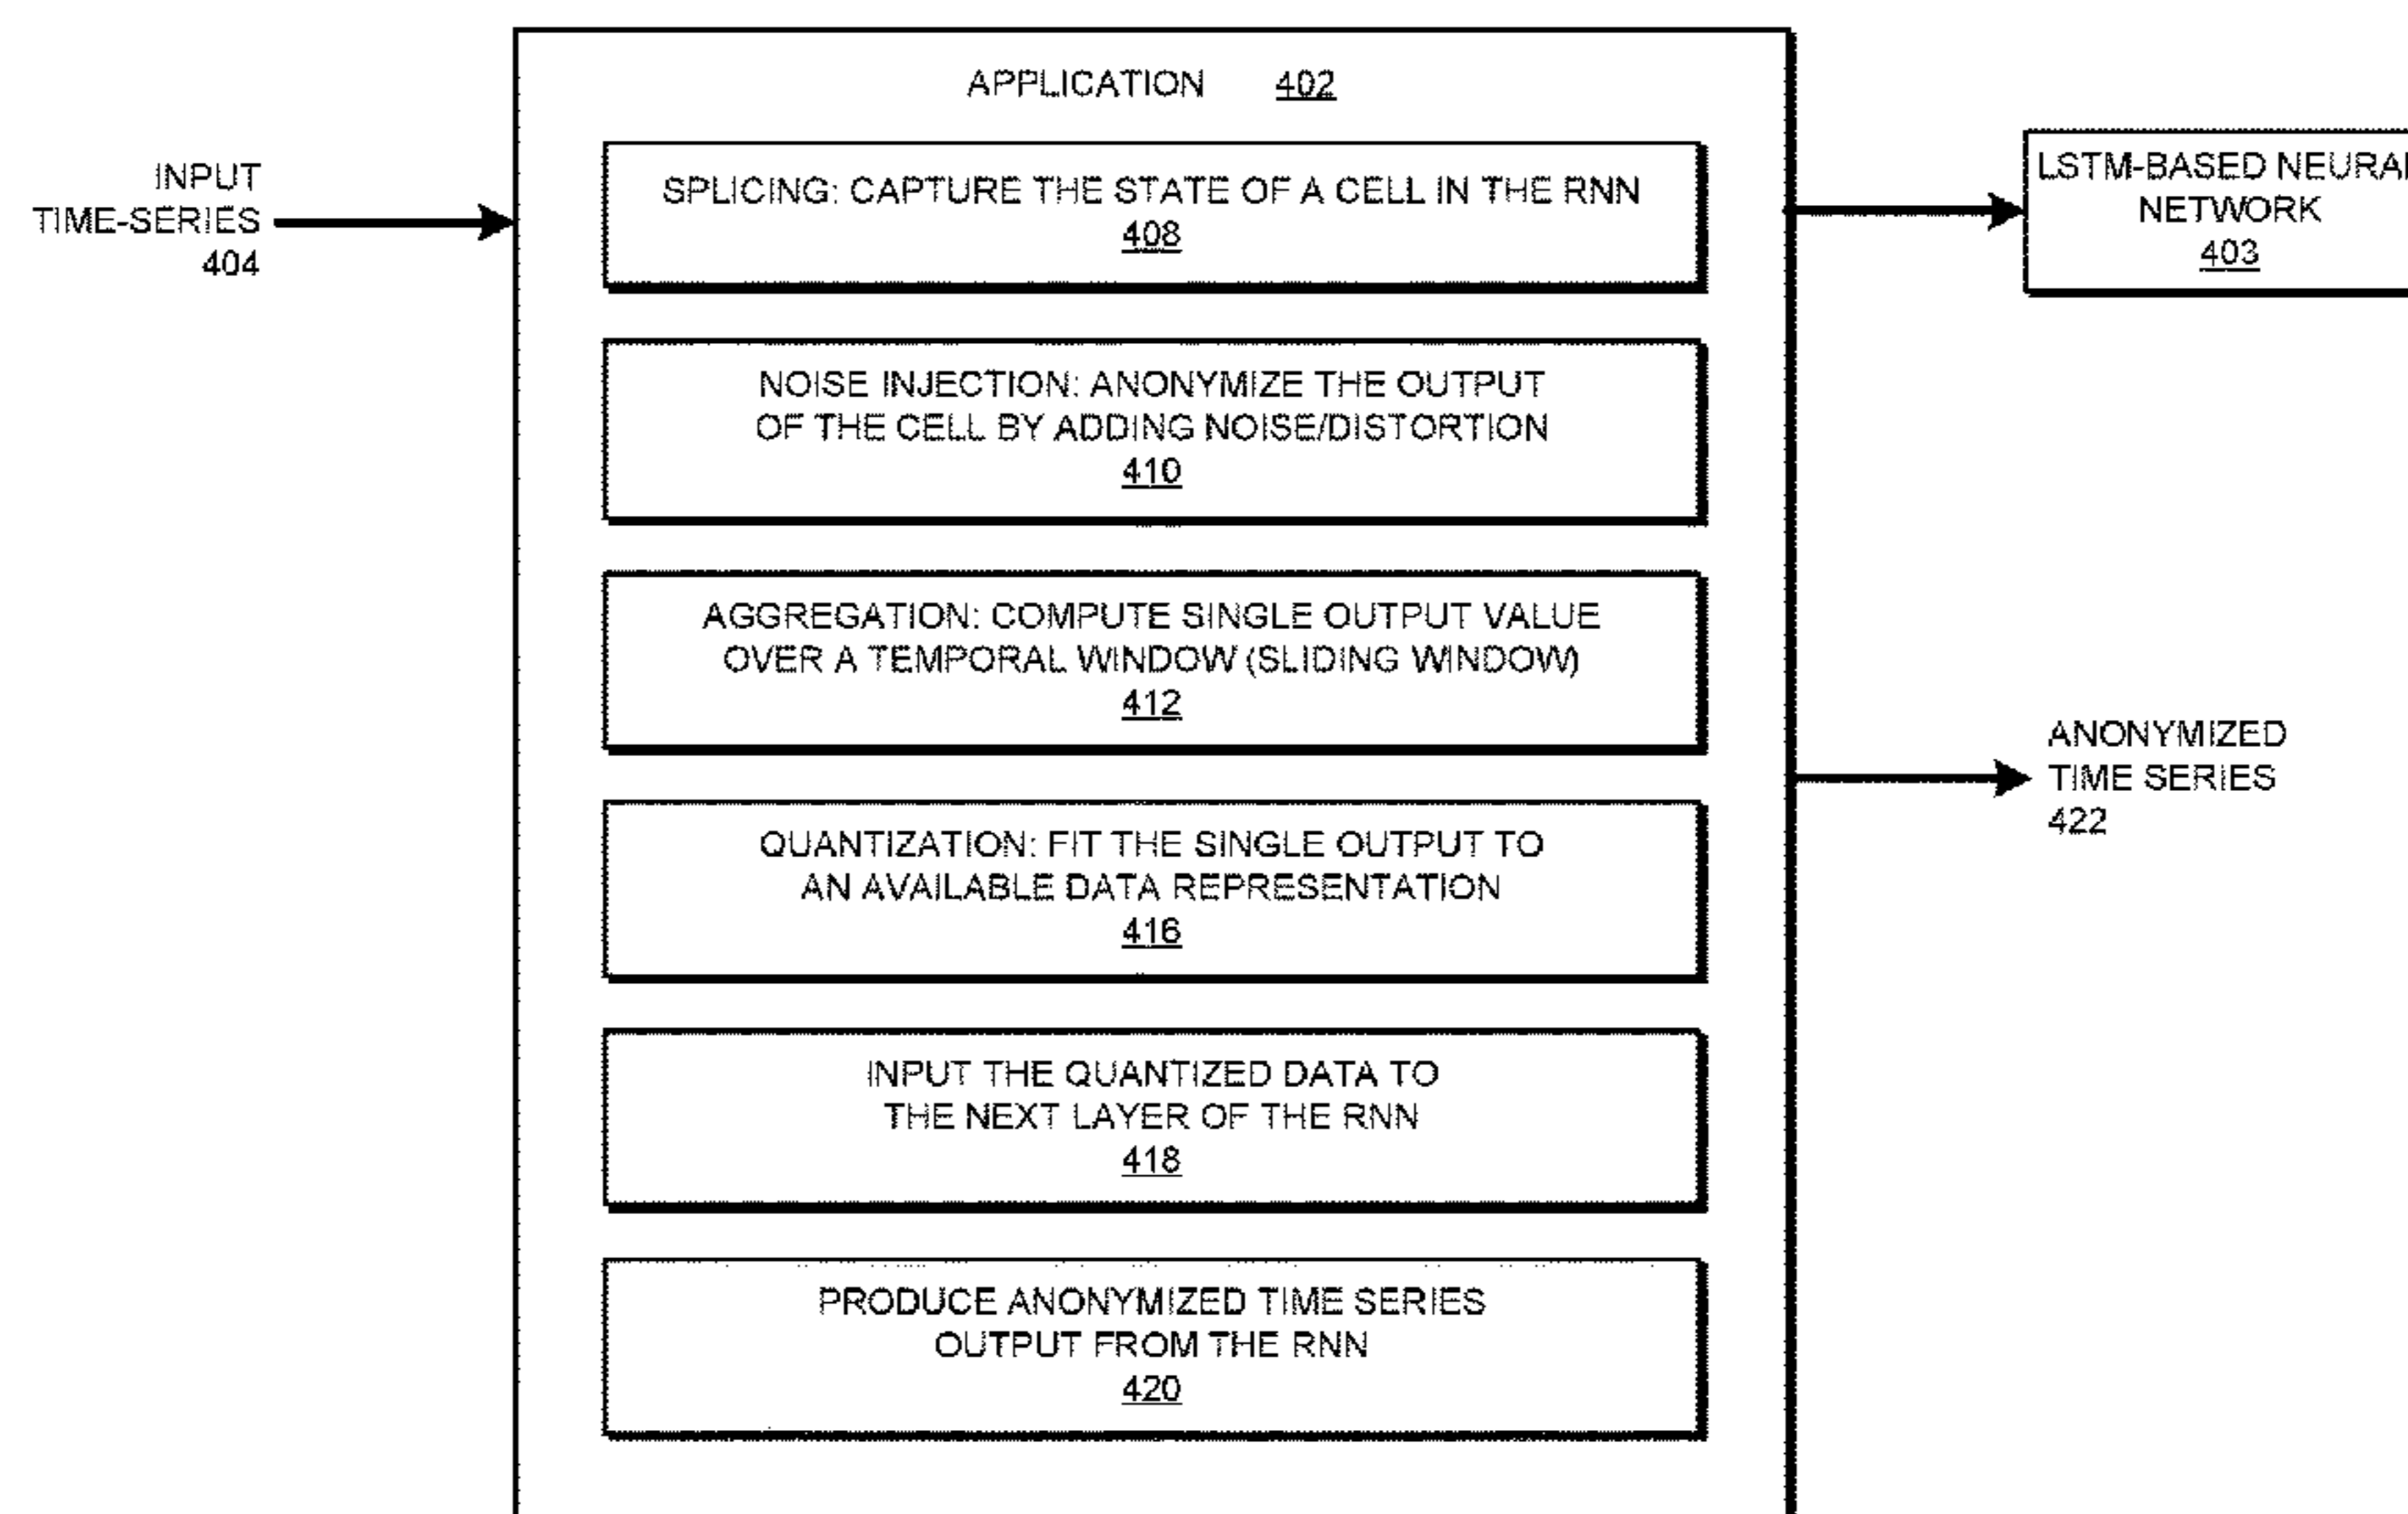 APPLICATION 402
INPUT
TIME-SERIES
404
SPLICING: CAPTURE THE STATE OF A CELL IN THE RNN
408
LSTM-BASED NEURAL
NETWORK
403
NOISE INJECTION: ANONYMIZE THE OUTPUT
OF THE CELL BY ADDING NOISE/DISTORTION
410
AGGREGATION: COMPUTE SINGLE OUTPUT VALUE
OVER A TEMPORAL WINDOW (SLIDING WINDOW)
412
ANONYMIZED
TIME SERIES
422
QUANTIZATION: FIT THE SINGLE OUTPUT TO
AN AVAILABLE DATA REPRESENTATION
416
INPUT THE QUANTIZED DATA TO
THE NEXT LAYER OF THE RNN
418
PRODUCE ANONYMIZED TIME SERIES
OUTPUT FROM THE RNN
420